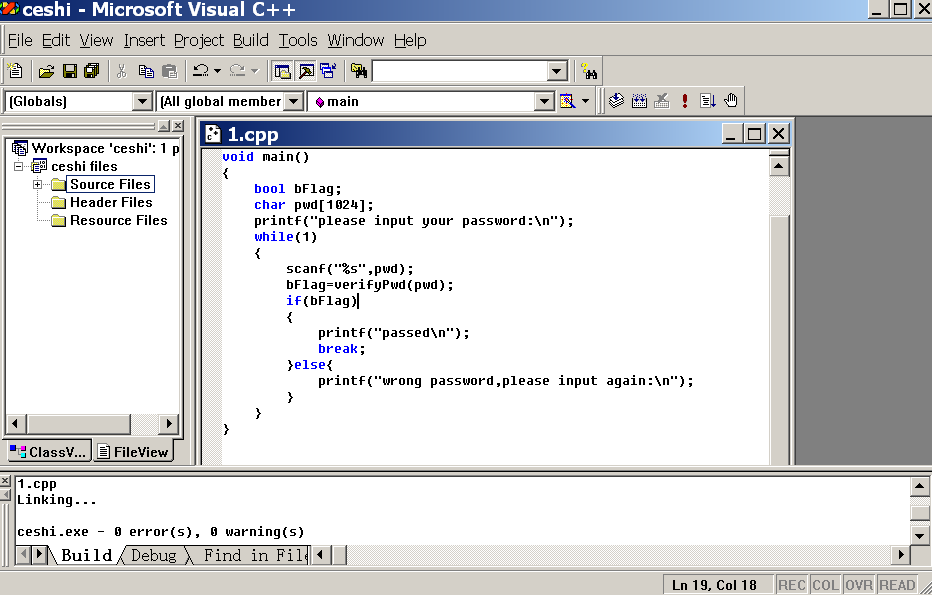 ceshi - Microsoft Visual C++
File Edit View Insert Project Build Tools Window Help
(Globals) (All global member main
Workspace 'ceshi': 1 p
ceshi files
Source Files
Header Files
Resource Files
ClassV... FileView
1.cpp
void main()
{
bool bFlag;
char pwd[1024];
printf("please input your password:\n");
while(1)
{
scanf("%s",pwd);
bFlag=verifyPwd(pwd);
if(bFlag)
{
printf("passed\n");
break;
}else{
printf("wrong password,please input again:\n");
}
}
}
1.cpp
Linking...
ceshi.exe - 0 error(s), 0 warning(s)
Build Debug Find in File
Ln 19, Col 18 REC COL OVR READ